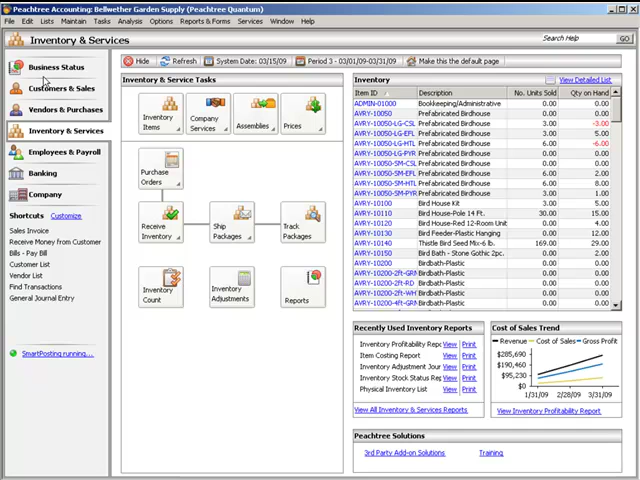 Peachtree Accounting: Bellwether Garden Supply (Peachtree Quantum)
File Edit Lists Maintain Tasks Analysis Options Reports & Forms Services Window Help
Inventory & Services
Search Help GO
Business Status
Customers & Sales
Vendors & Purchases
Inventory & Services
Employees & Payroll
Banking
Company
Shortcuts Customize
Sales Invoice
Receive Money from Customer
Bills - Pay Bill
Customer List
Vendor List
Find Transactions
General Journal Entry
SmartPosting running...
Hide Refresh System Date: 03/15/09 Period 3 - 03/01/09-03/31/09 Make this the default page
Inventory & Service Tasks
Inventory Items
Company Services
Assemblies
Prices
Purchase Orders
Receive Inventory
Ship Packages
Track Packages
Inventory Count
Inventory Adjustments
Reports
Inventory View Detailed List
Item ID Description No. Units Sold Qty on Hand
ADMIN-01000 Bookkeeping/Administrative 0.00 0.00
AVRY-10050 Prefabricated Birdhouse 0.00 0.00
AVRY-10050-LG-CSL Prefabricated Birdhouse 3.00 -3.00
AVRY-10050-LG-EFL Prefabricated Birdhouse 3.00 5.00
AVRY-10050-LG-HTL Prefabricated Birdhouse 6.00 -6.00
AVRY-10050-LG-PYR Prefabricated Birdhouse 0.00 0.00
AVRY-10050-SM-CSL Prefabricated Birdhouse 3.00 0.00
AVRY-10050-SM-EFL Prefabricated Birdhouse 6.00 2.00
AVRY-10050-SM-HTL Prefabricated Birdhouse 6.00 8.00
AVRY-10050-SM-PYR Prefabricated Birdhouse 3.00 1.00
AVRY-10100 Bird House Kit 5.00 3.00
AVRY-10110 Bird House-Pole 14 Ft. 30.00 15.00
AVRY-10120 Bird House-Red 12-Room Unit 4.00 2.00
AVRY-10130 Bird Feeder-Plastic Hanging 12.00 0.00
AVRY-10140 Thistle Bird Seed Mix-6 lb. 169.00 29.00
AVRY-10150 Bird Bath - Stone Gothic 2pc. 0.00 0.00
AVRY-10200 Birdbath-Plastic 0.00 0.00
AVRY-10200-2ft-GRN Birdbath-Plastic 0.00 0.00
AVRY-10200-2ft-RD Birdbath-Plastic 0.00 0.00
AVRY-10200-2ft-WH Birdbath-Plastic 0.00 0.00
AVRY-10200-4ft-GRN Birdbath-Plastic 0.00 0.00
Recently Used Inventory Reports
Inventory Profitability Repo View Print
Item Costing Report View Print
Inventory Adjustment Jour View Print
Inventory Stock Status Rep View Print
Physical Inventory List View Print
View All Inventory & Services Reports
Cost of Sales Trend
Revenue Cost of Sales Gross Profit
$285,690
$190,460
$95,230
$0
1/31/09 2/28/09 3/31/09
View Inventory Profitability Report
Peachtree Solutions
3rd Party Add-on Solutions Training